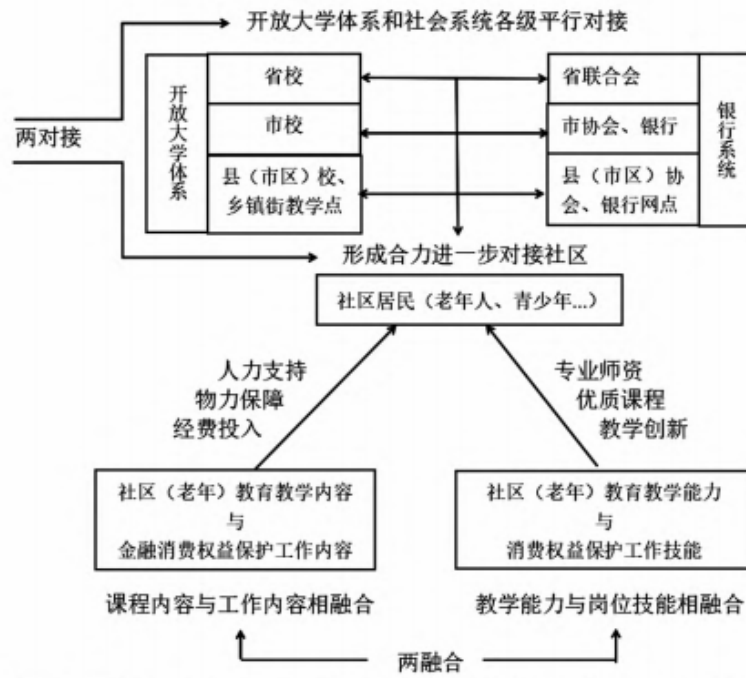 开放大学体系和社会系统各级平行对接
两对接
开放大学体系
省校
市校
县（市区）校、
乡镇街教学点
省联合会
市协会、银行
县（市区）协
会、银行网点
银行系统
形成合力进一步对接社区
社区居民（老年人、青少年...）
人力支持
物力保障
经费投入
专业师资
优质课程
教学创新
社区（老年）教育教学内容
与
金融消费权益保护工作内容
社区（老年）教育教学能力
与
消费权益保护工作技能
课程内容与工作内容相融合
教学能力与岗位技能相融合
两融合